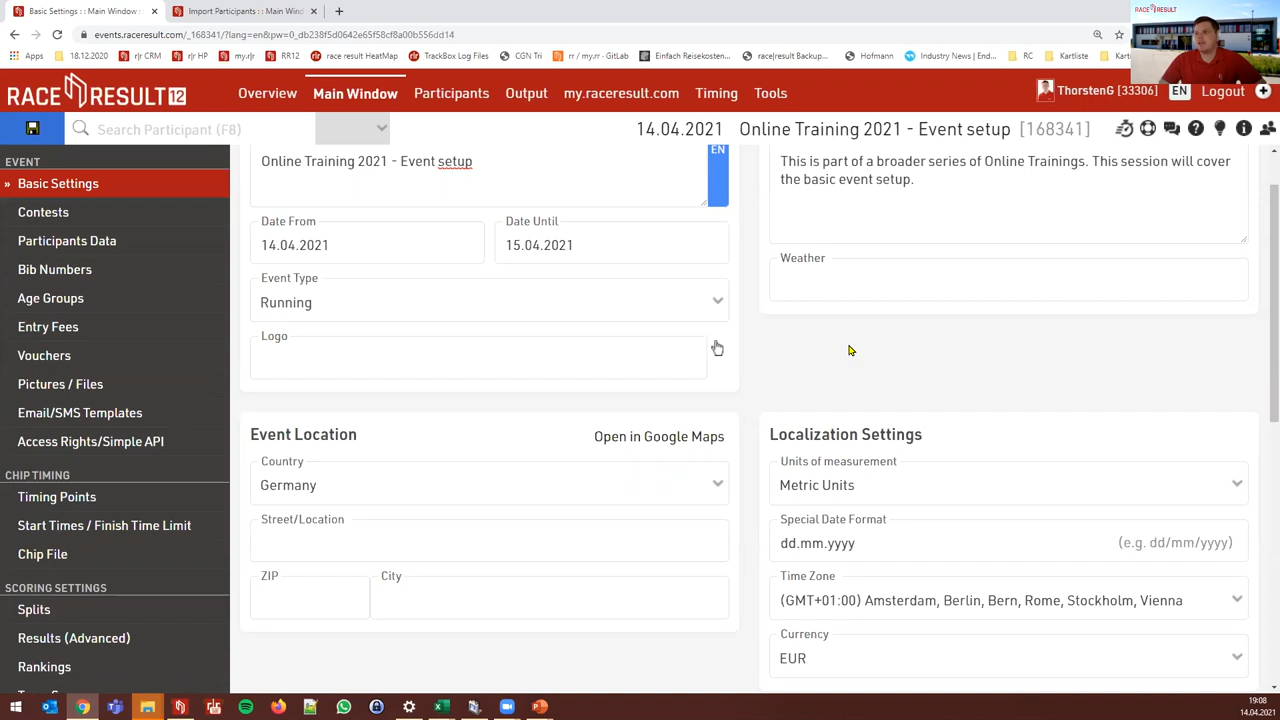 Basic Settings : : Main Window : :
Import Participants : : Main Wind
events.raceresult.com/_168341/?lang=en&pw=0_db238f5d0642e65f58cf8a00b556dd14
Apps
18.12.2020
r|r CRM
r|r HP
my.r|r
RR12
race result HeatMap
TrackBox Log Files
CGN Tri
rr / my.rr · GitLab
Einfach Reisekosten...
race|result Backup...
Hofmann
Industry News | End...
RC
Kartliste
Kart
RACE RESULT
RACE RESULT 12
Overview
Main Window
Participants
Output
my.raceresult.com
Timing
Tools
ThorstenG [33306]
EN
Logout
Search Participant (F8)
14.04.2021
Online Training 2021 - Event setup [168341]
EVENT
» Basic Settings
Contests
Participants Data
Bib Numbers
Age Groups
Entry Fees
Vouchers
Pictures / Files
Email/SMS Templates
Access Rights/Simple API
CHIP TIMING
Timing Points
Start Times / Finish Time Limit
Chip File
SCORING SETTINGS
Splits
Results (Advanced)
Rankings
Online Training 2021 - Event setup
EN
Date From
14.04.2021
Date Until
15.04.2021
Event Type
Running
Logo
This is part of a broader series of Online Trainings. This session will cover
the basic event setup.
Weather
Event Location
Open in Google Maps
Country
Germany
Street/Location
ZIP
City
Localization Settings
Units of measurement
Metric Units
Special Date Format
dd.mm.yyyy
(e.g. dd/mm/yyyy)
Time Zone
(GMT+01:00) Amsterdam, Berlin, Bern, Rome, Stockholm, Vienna
Currency
EUR
19:08
14.04.2021